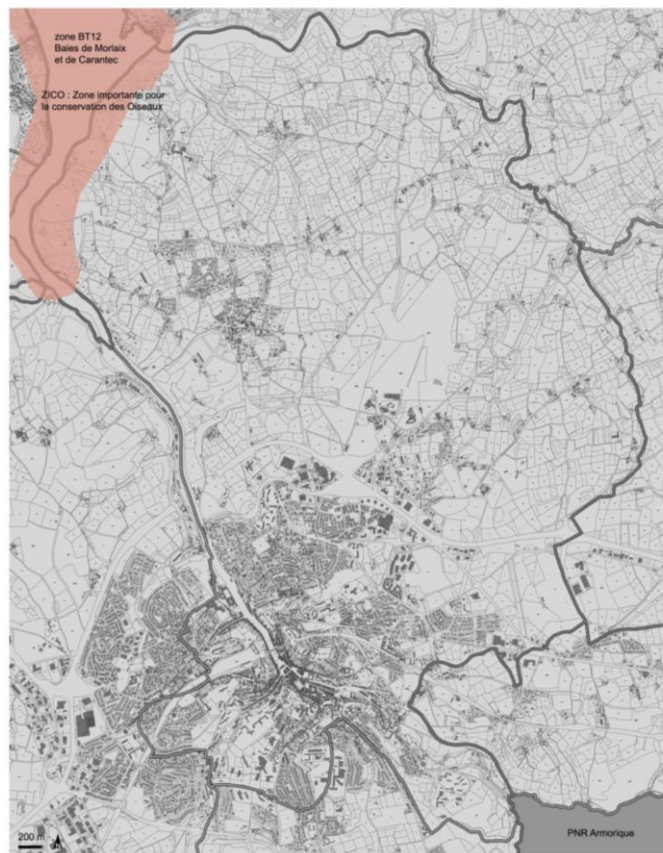 zone BT12
Baies de Morlaix
et de Carantec
ZICO : Zone importante pour
la conservation des Oiseaux
200 m
PNR Armorique